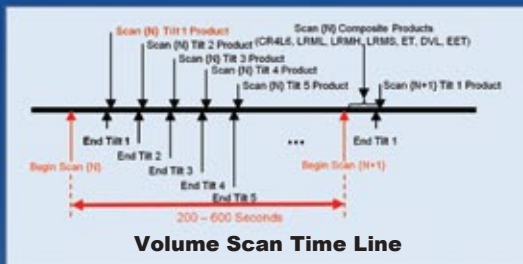 Scan {N} Composite Products
Scan {N} Tilt 1 Product
(CR4L6, LRML, LRMH, LRMS, ET, DVL, EET)
Scan {N} Tilt 2 Product
Scan {N} Tilt 3 Product
Scan {N} Tilt 4 Product
Scan {N} Tilt 5 Product
Scan {N+1} Tilt 1 Product
End Tilt 1
End Tilt 2
End Tilt 3
End Tilt 4
End Tilt 5
...
End Tilt 1
Begin Scan {N}
Begin Scan {N+1}
200 – 600 Seconds
Volume Scan Time Line